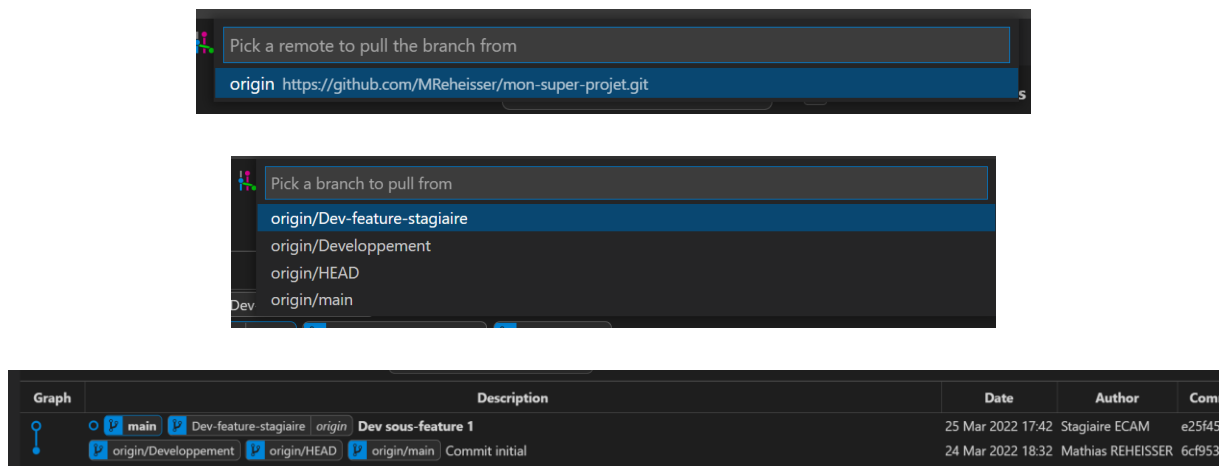 Pick a remote to pull the branch from
origin https://github.com/MReheisser/mon-super-projet.git
s
Pick a branch to pull from
origin/Dev-feature-stagiaire
origin/Developpement
origin/HEAD
origin/main
Dev
Graph Description Date Author Com
main Dev-feature-stagiaire origin Dev sous-feature 1 25 Mar 2022 17:42 Stagiaire ECAM e25f45
origin/Developpement origin/HEAD origin/main Commit initial 24 Mar 2022 18:32 Mathias REHEISSER 6cf953